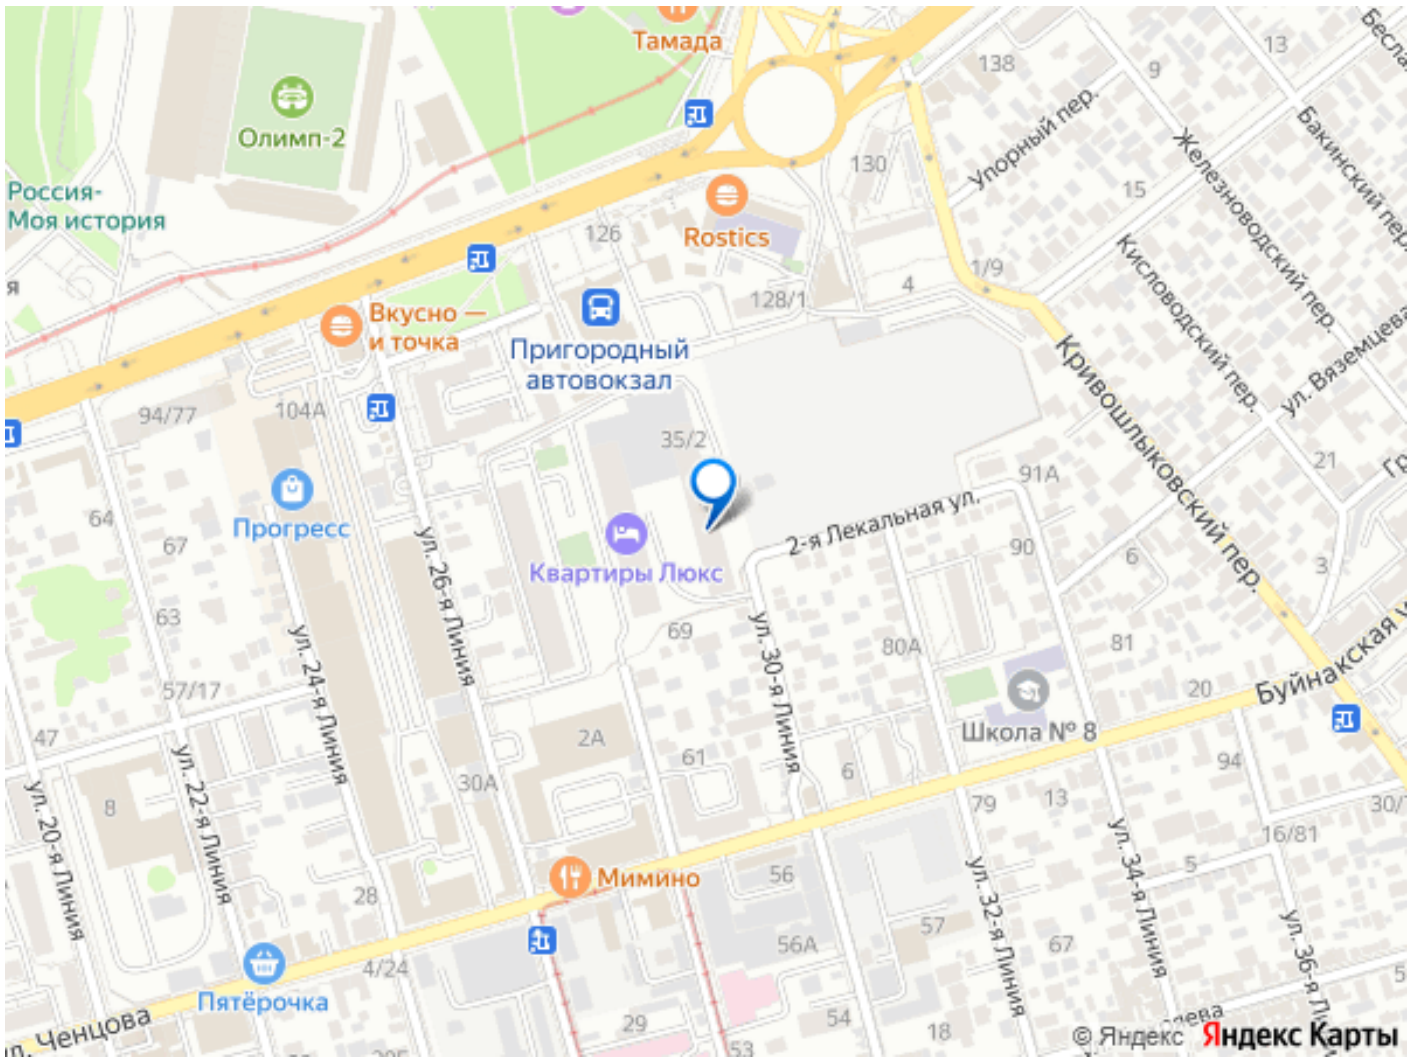 Тамада
13
138
9
Бесла
Олимп-2
130
Упорный пер.
Железноводский пер.
Бакинский пер.
15
Россия-
Моя история
Rostics
126
Кисловодский пер.
1/9
4
я
128/1
Вкусно —
и точка
Пригородный
автовокзал
ул. Вяземцева
Кривошлыковский пер.
94/77
104А
35/2
21
Гр
91А
64
67
Прогресс
2-я Лекальная ул.
Квартиры Люкс
90
6
3
ул. 26-я Линия
63
69
ул. 30-я Линия
80А
81
ул. 24-я Линия
57/17
20
Буйнакская у
47
2А
Школа № 8
61
6
94
ул. 22-я Линия
30А
8
79
13
30/
16/81
ул. 20-я Линия
5
ул. 34-я Линия
Мимино
56
28
ул. 32-я Линия
57
ул. 36-я Ли
56А
67
4/24
5
Пятёрочка
Ченцова
29
54
18
53
© Яндекс
Яндекс Карты